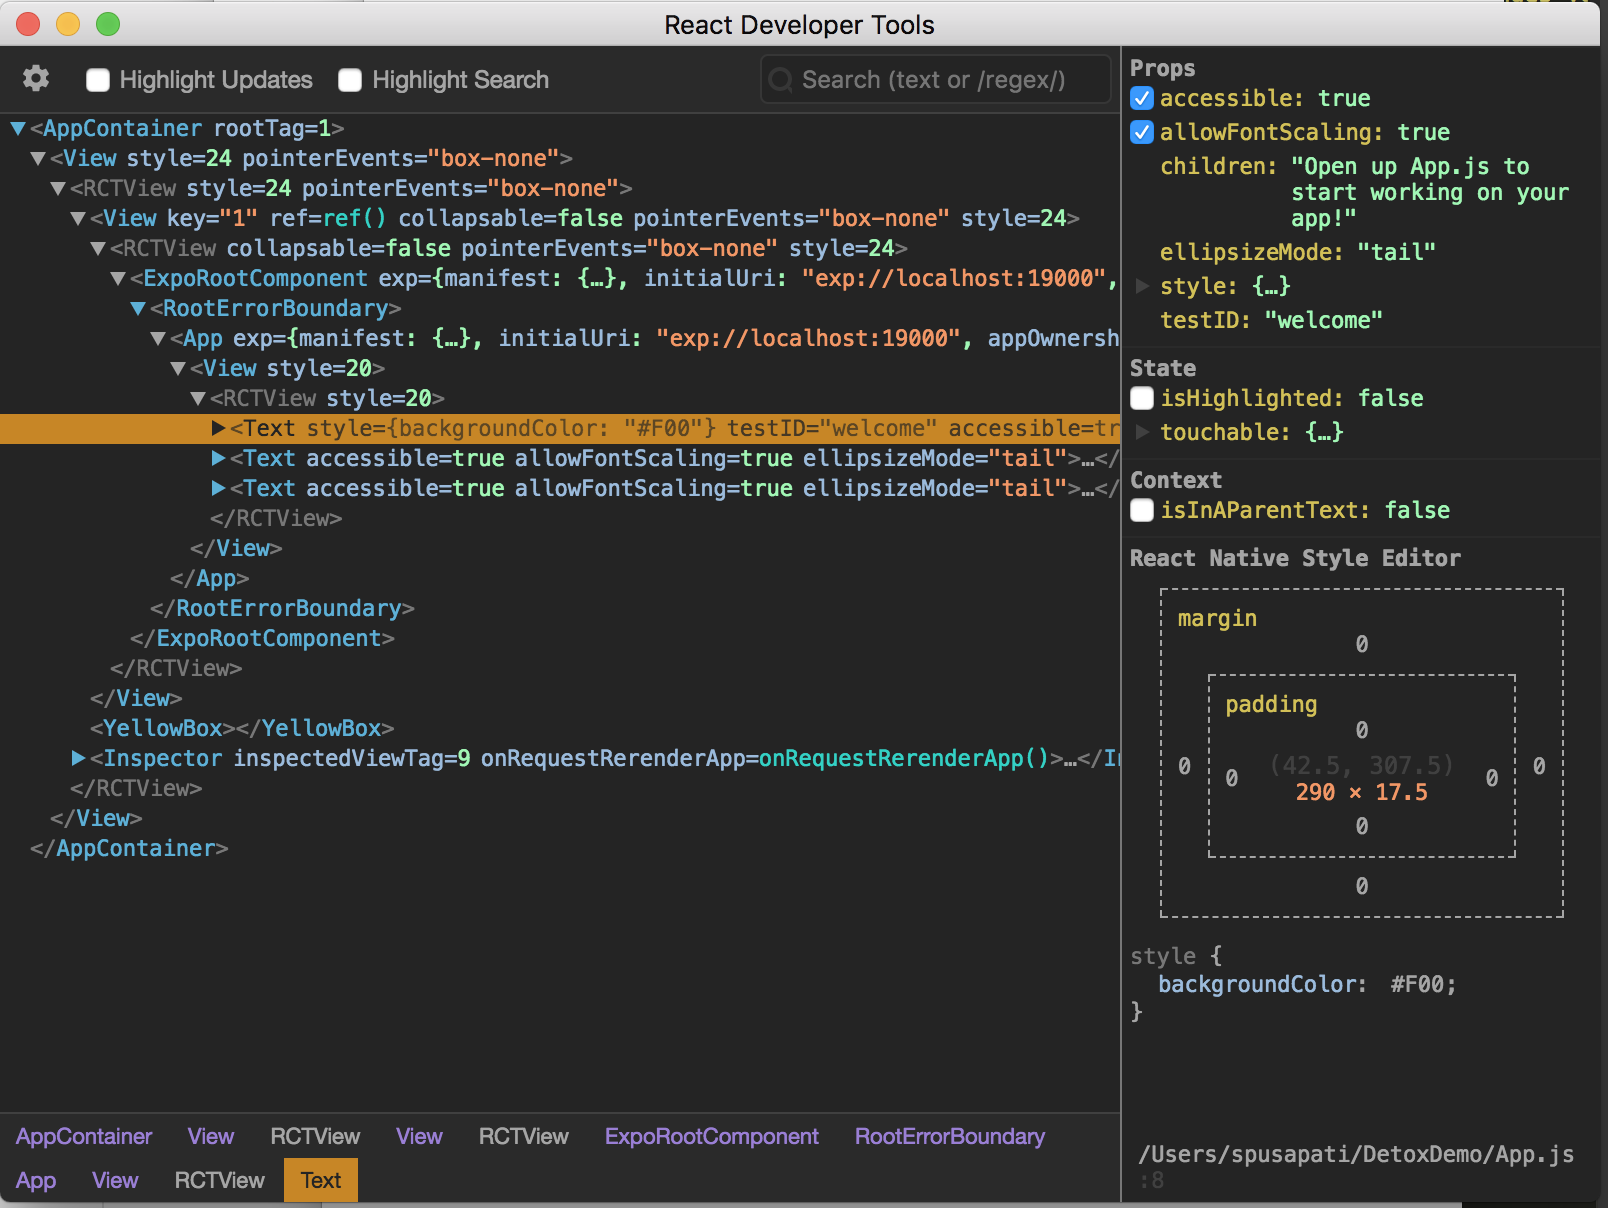 React Developer Tools
Highlight Updates Highlight Search Search (text or /regex/)
<AppContainer rootTag=1>
<View style=24 pointerEvents="box-none">
<RCTView style=24 pointerEvents="box-none">
<View key="1" ref=ref() collapsable=false pointerEvents="box-none" style=24>
<RCTView collapsable=false pointerEvents="box-none" style=24>
<ExpoRootComponent exp={manifest: {…}, initialUri: "exp://localhost:19000",
<RootErrorBoundary>
<App exp={manifest: {…}, initialUri: "exp://localhost:19000", appOwnersh
<View style=20>
<RCTView style=20>
<Text style={backgroundColor: "#F00"} testID="welcome" accessible=tr
<Text accessible=true allowFontScaling=true ellipsizeMode="tail">…</
<Text accessible=true allowFontScaling=true ellipsizeMode="tail">…</
</RCTView>
</View>
</App>
</RootErrorBoundary>
</ExpoRootComponent>
</RCTView>
</View>
<YellowBox></YellowBox>
<Inspector inspectedViewTag=9 onRequestRerenderApp=onRequestRerenderApp()>…</I
</RCTView>
</View>
</AppContainer>
AppContainer View RCTView View RCTView ExpoRootComponent RootErrorBoundary
App View RCTView Text
Props
accessible: true
allowFontScaling: true
children: "Open up App.js to
start working on your
app!"
ellipsizeMode: "tail"
style: {…}
testID: "welcome"
State
isHighlighted: false
touchable: {…}
Context
isInAParentText: false
React Native Style Editor
margin
0
padding
0
0 0 (42.5, 307.5) 0 0
290 × 17.5
0
0
style {
backgroundColor: #F00;
}
/Users/spusapati/DetoxDemo/App.js
:8